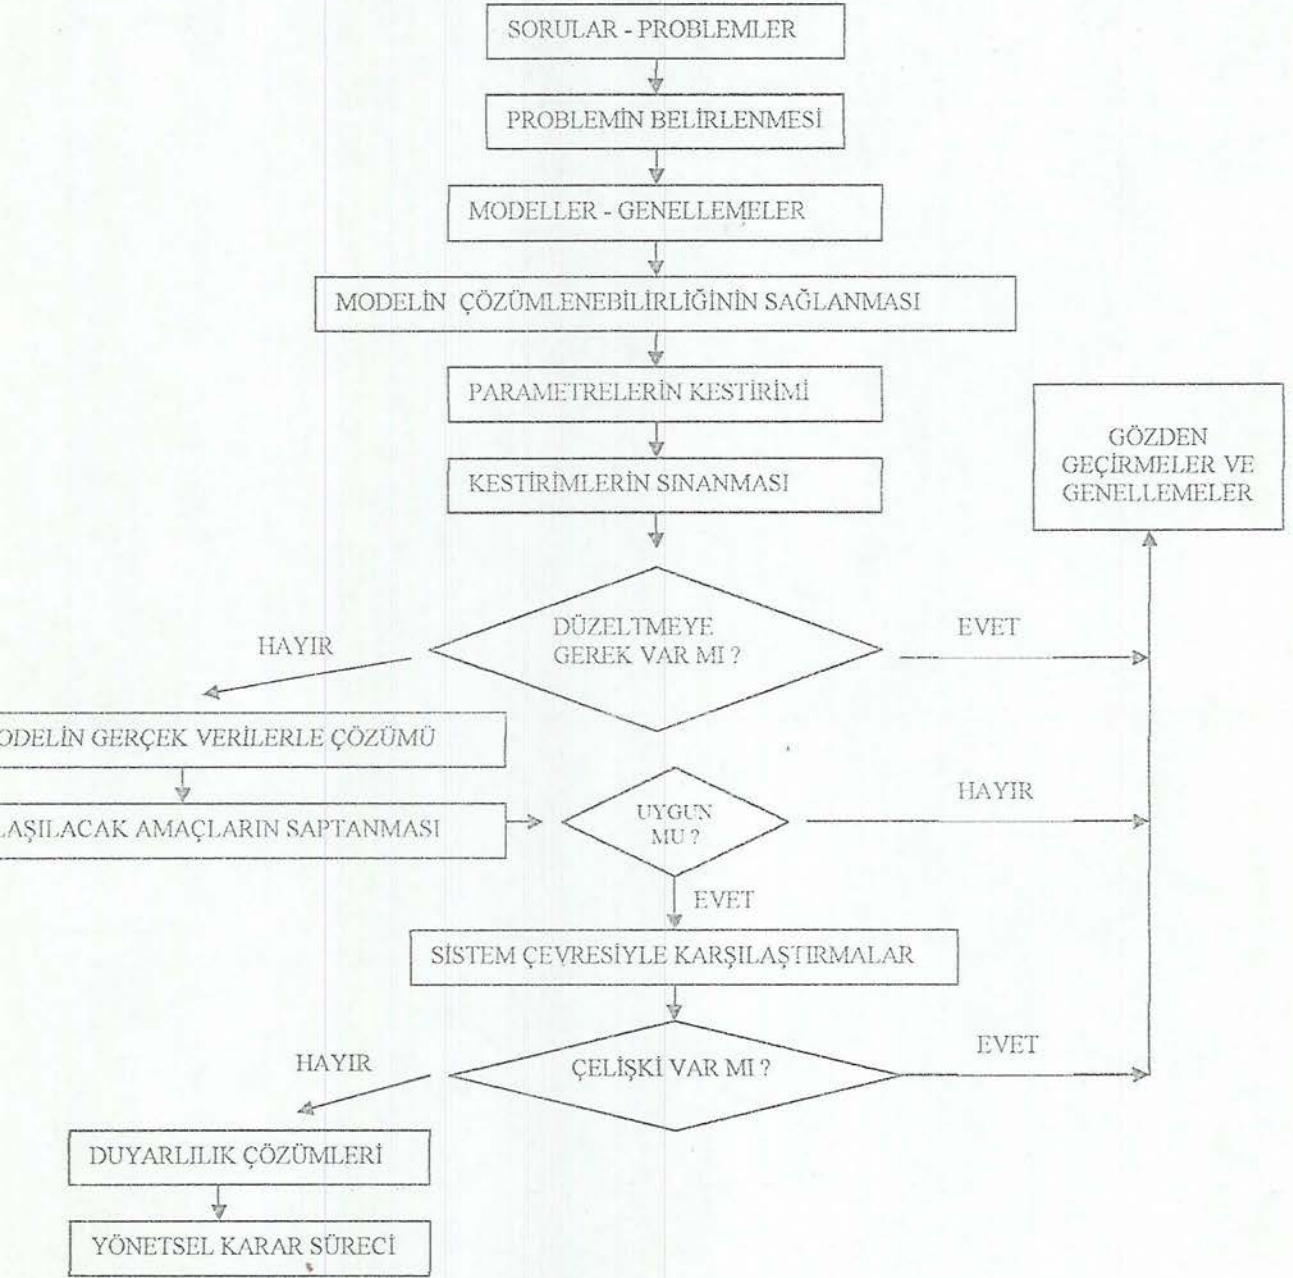 SORULAR - PROBLEMLER
PROBLEMİN BELİRLENMESİ
MODELLER - GENELLEMELER
MODELİN ÇÖZÜMLENEBİLİRLİĞİNİN SAĞLANMASI
PARAMETRELERİN KESTİRİMİ
KESTİRİMLERİN SINANMASI
GÖZDEN
GEÇİRMELER VE
GENELLEMELER
DÜZELTMEYE
GEREK VAR MI ?
HAYIR
EVET
ODELİN GERÇEK VERİLERLE ÇÖZÜMÜ
LAŞILACAK AMAÇLARIN SAPTANMASI
UYGUN
MU ?
HAYIR
EVET
SİSTEM ÇEVRESİYLE KARŞILAŞTIRMALAR
ÇELİŞKİ VAR MI ?
HAYIR
EVET
DUYARLILIK ÇÖZÜMLERİ
YÖNETSEL KARAR SÜRECİ